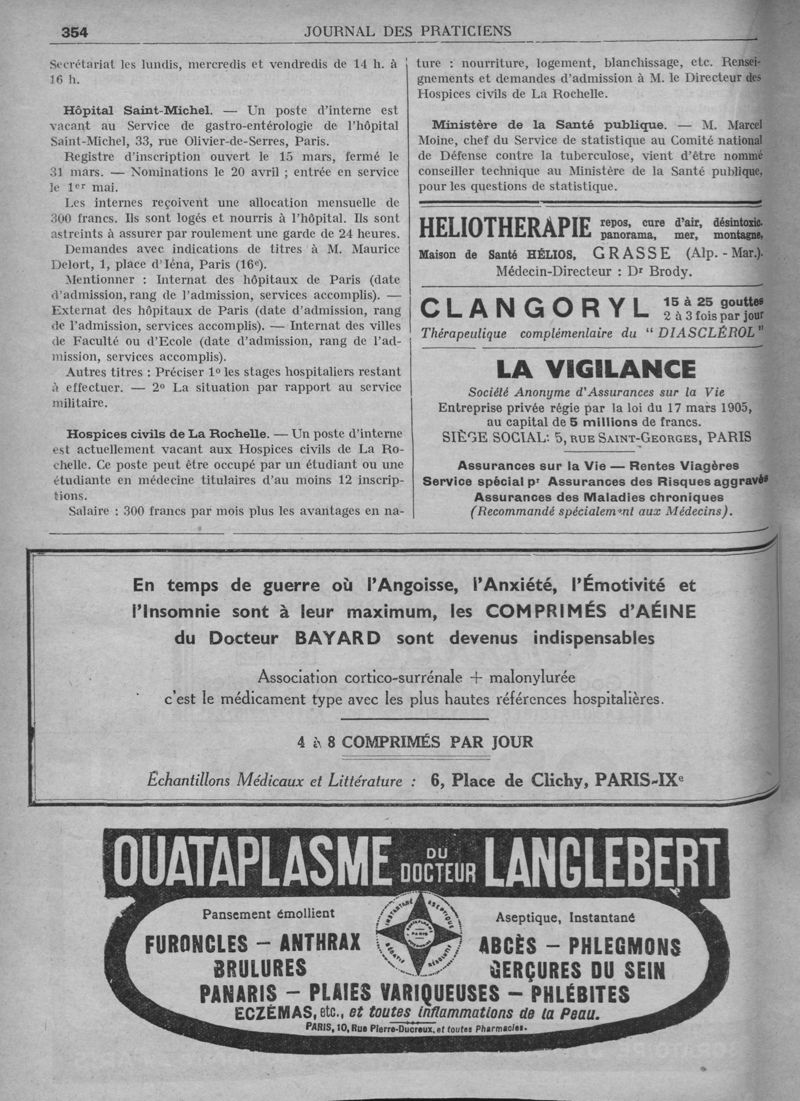 354
JOURNAL DES PRATICIENS
Secrétariat les lundis, mercredis et vendredis de 14 h. à
16 h.
Hôpital Saint-Michel. — Un poste d'interne est
vacant au Service de gastro-entérologie de l'hôpital
Saint-Michel, 33, rue Olivier-de-Serres, Paris.
Registre d'inscription ouvert le 15 mars, fermé le
31 mars. — Nominations le 20 avril ; entrée en service
le 1er mai.
Les internes reçoivent une allocation mensuelle de
300 francs. Ils sont logés et nourris à l'hôpital. Ils sont
astreints à assurer par roulement une garde de 24 heures.
Demandes avec indications de titres à M. Maurice
Delort, 1, place d'Iéna, Paris (16e).
Mentionner : Internat des hôpitaux de Paris (date
d'admission, rang de l'admission, services accomplis). —
Externat des hôpitaux de Paris (date d'admission, rang
de l'admission, services accomplis). — Internat des villes
de Faculté ou d'Ecole (date d'admission, rang de l'ad-
mission, services accomplis).
Autres titres : Préciser 1o les stages hospitaliers restant
à effectuer. — 2o La situation par rapport au service
militaire.
Hospices civils de La Rochelle. — Un poste d'interne
est actuellement vacant aux Hospices civils de La Ro-
chelle. Ce poste peut être occupé par un étudiant ou une
étudiante en médecine titulaires d'au moins 12 inscrip-
tions.
Salaire : 300 francs par mois plus les avantages en na-
ture : nourriture, logement, blanchissage, etc. Rensei-
gnements et demandes d'admission à M. le Directeur des
Hospices civils de La Rochelle.
Ministère de la Santé publique. — M. Marcel
Moine, chef du Service de statistique au Comité national
de Défense contre la tuberculose, vient d'être nommé
conseiller technique au Ministère de la Santé publique,
pour les questions de statistique.
HELIOTHERAPIE repos, cure d'air, désintoxic.
panorama, mer, montagne,
Maison de Santé HÉLIOS, GRASSE (Alp. - Mar.).
Médecin-Directeur : Dr Brody.
CLANGORYL 15 à 25 gouttes
2 à 3 fois par jour
Thérapeutique complémentaire du "DIASCLÉROL"
LA VIGILANCE
Société Anonyme d'Assurances sur la Vie
Entreprise privée régie par la loi du 17 mars 1905,
au capital de 5 millions de francs.
SIÈGE SOCIAL: 5, RUE SAINT-GEORGES, PARIS
Assurances sur la Vie — Rentes Viagères
Service spécial pr Assurances des Risques aggravés
Assurances des Maladies chroniques
(Recommandé spécialement aux Médecins).
En temps de guerre où l'Angoisse, l'Anxiété, l'Émotivité et
l'Insomnie sont à leur maximum, les COMPRIMÉS d'AÉINE
du Docteur BAYARD sont devenus indispensables
Association cortico-surrénale + malonylurée
c'est le médicament type avec les plus hautes références hospitalières.
4 à 8 COMPRIMÉS PAR JOUR
Échantillons Médicaux et Littérature : 6, Place de Clichy, PARIS-IXe
OUATAPLASME DU DOCTEUR LANGLEBERT
Pansement émollient
Aseptique, Instantané
INSTANTANÉ ASEPTIQUE
PARIS
FURONCLES — ANTHRAX
ABCÈS — PHLEGMONS
BRULURES
GERÇURES DU SEIN
PANARIS — PLAIES VARIQUEUSES — PHLÉBITES
ECZÉMAS, etc., et toutes inflammations de la Peau.
PARIS, 10, Rue Pierre-Ducreux, et toutes Pharmacies.